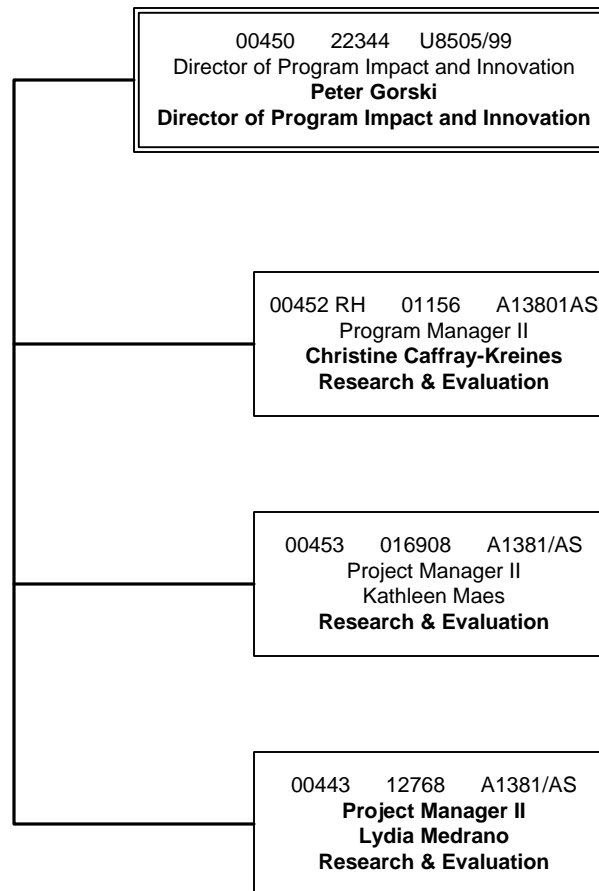 00450 22344 U8505/99
Director of Program Impact and Innovation
Peter Gorski
Director of Program Impact and Innovation
00452 RH 01156 A13801AS
Program Manager II
Christine Caffray-Kreines
Research & Evaluation
00453 016908 A1381/AS
Project Manager II
Kathleen Maes
Research & Evaluation
00443 12768 A1381/AS
Project Manager II
Lydia Medrano
Research & Evaluation